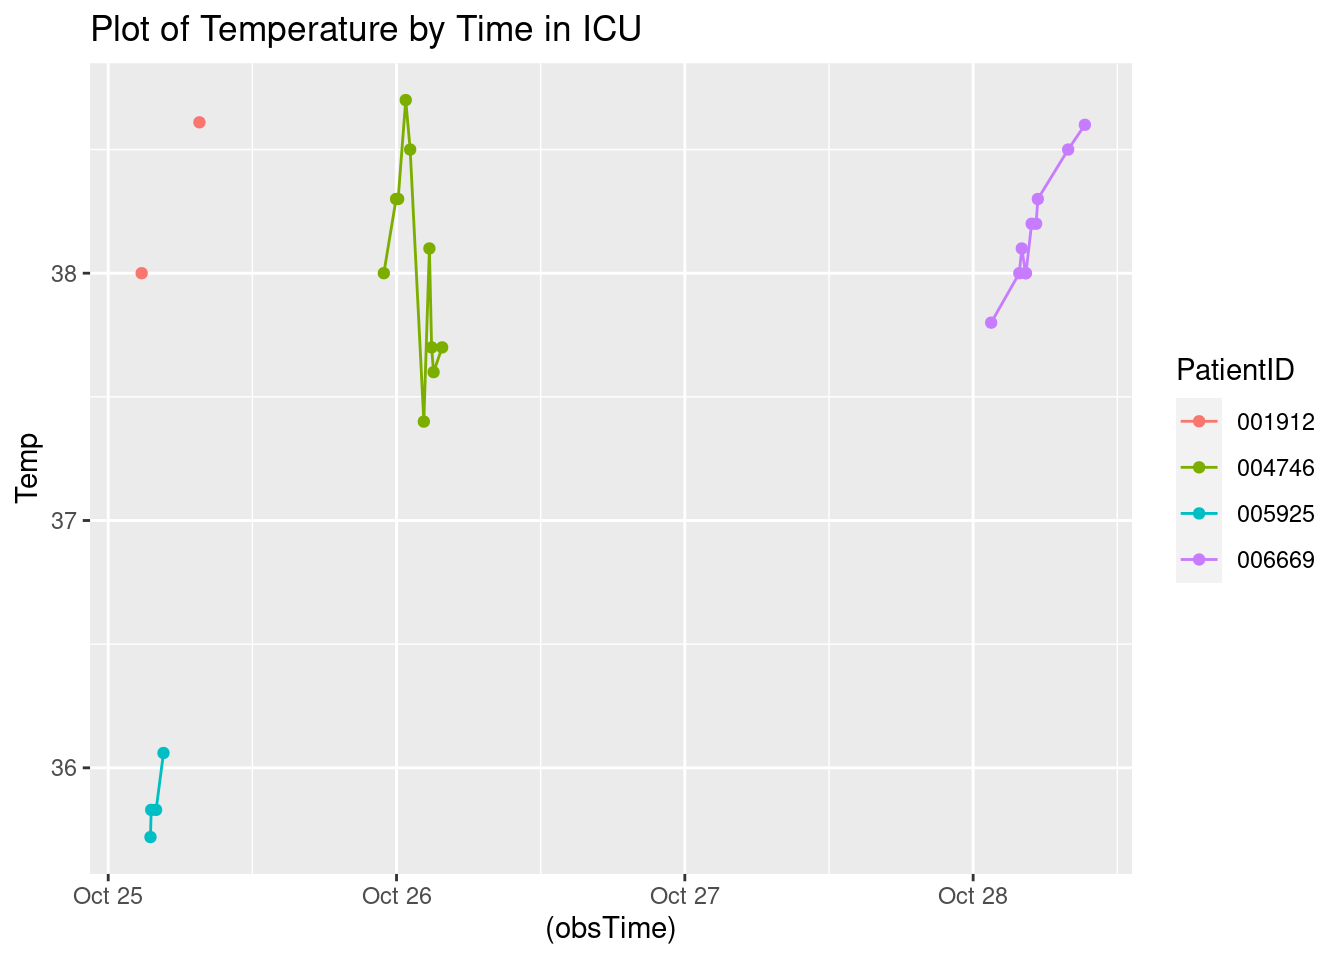 Plot of Temperature by Time in ICU
Temp
38
37
36
Oct 25
Oct 26
Oct 27
Oct 28
(obsTime)
PatientID
001912
004746
005925
006669